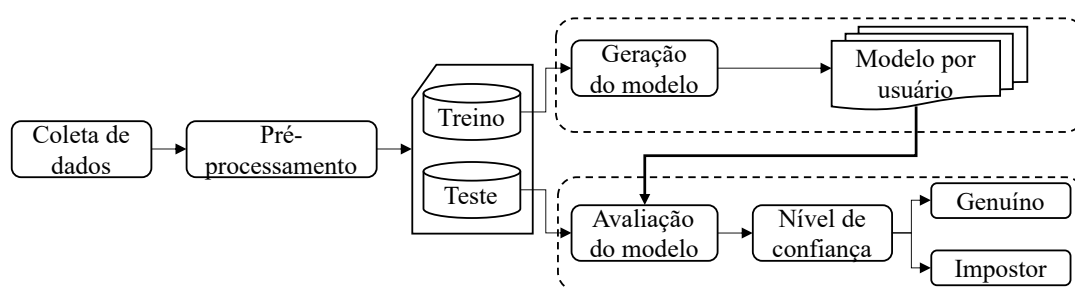 Coleta de
dados
Pré-
processamento
Treino
Teste
Geração
do modelo
Modelo por
usuário
Avaliação
do modelo
Nível de
confiança
Genuíno
Impostor